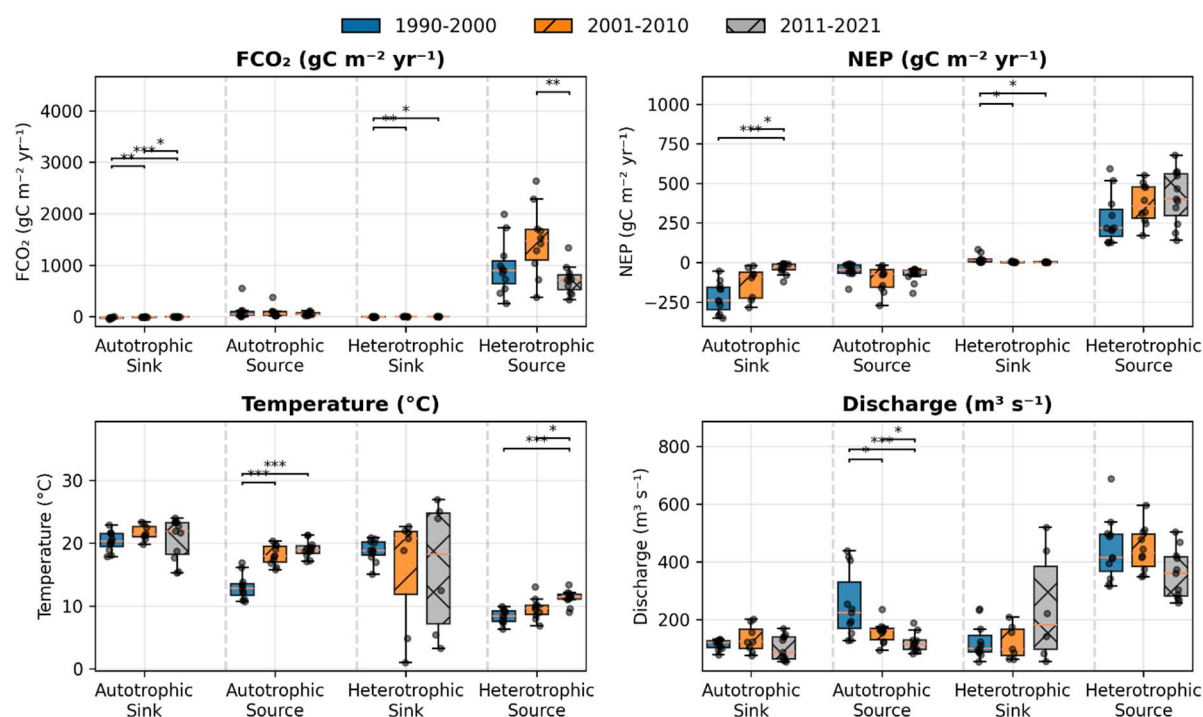 1990-2000 2001-2010 2011-2021
FCO₂ (gC m⁻² yr⁻¹)
FCO₂ (gC m⁻² yr⁻¹)
4000
3000
2000
1000
0
** *** *
** *
**
Autotrophic Sink
Autotrophic Source
Heterotrophic Sink
Heterotrophic Source
NEP (gC m⁻² yr⁻¹)
NEP (gC m⁻² yr⁻¹)
1000
750
500
250
0
−250
*** *
* *
Autotrophic Sink
Autotrophic Source
Heterotrophic Sink
Heterotrophic Source
Temperature (°C)
Temperature (°C)
30
20
10
0
*** ***
*** *
Autotrophic Sink
Autotrophic Source
Heterotrophic Sink
Heterotrophic Source
Discharge (m³ s⁻¹)
Discharge (m³ s⁻¹)
800
600
400
200
* *** *
Autotrophic Sink
Autotrophic Source
Heterotrophic Sink
Heterotrophic Source